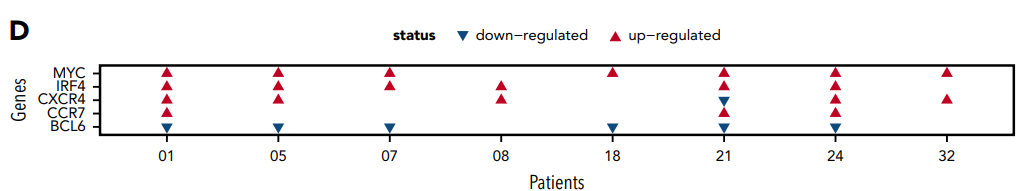 D
status down−regulated up−regulated
Genes
MYC
IRF4
CXCR4
CCR7
BCL6
01 05 07 08 18 21 24 32
Patients